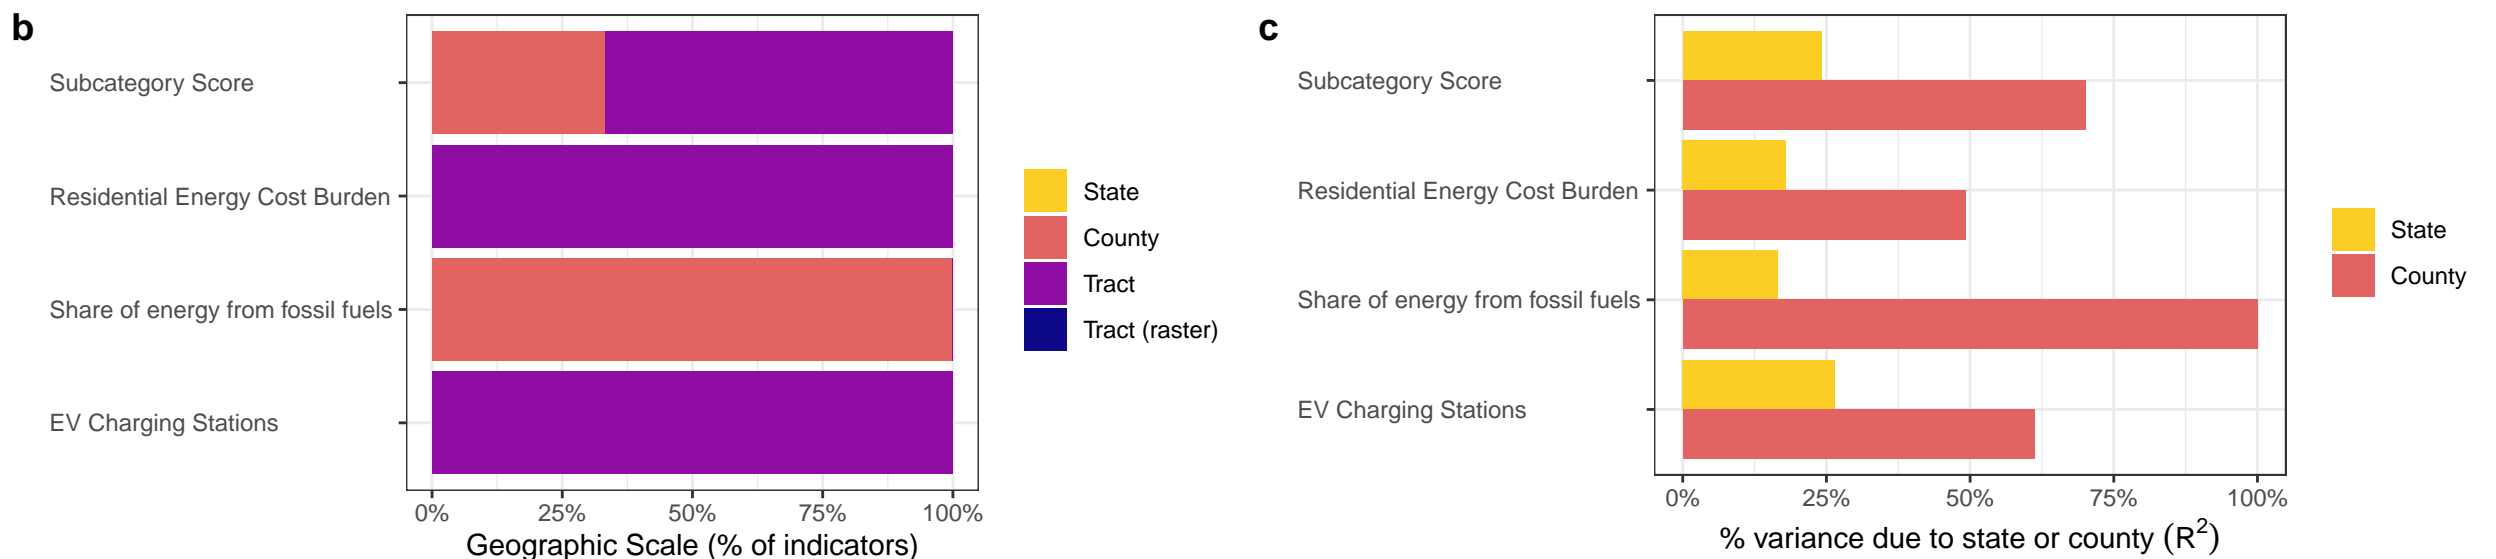 b
Subcategory Score
Residential Energy Cost Burden
Share of energy from fossil fuels
EV Charging Stations
0% 25% 50% 75% 100%
Geographic Scale (% of indicators)
State
County
Tract
Tract (raster)
c
Subcategory Score
Residential Energy Cost Burden
Share of energy from fossil fuels
EV Charging Stations
0% 25% 50% 75% 100%
% variance due to state or county (R²)
State
County